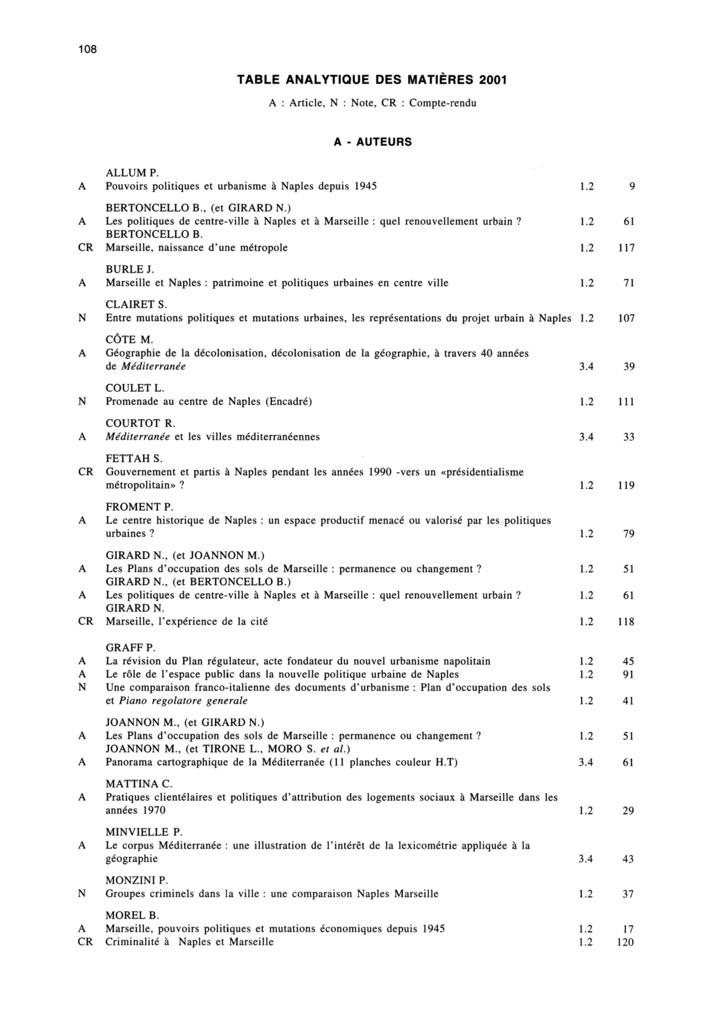 108
TABLE ANALYTIQUE DES MATIÈRES 2001
A : Article, N : Note, CR : Compte-rendu
A - AUTEURS
ALLUM P.
A Pouvoirs politiques et urbanisme à Naples depuis 1945 1.2 9
BERTONCELLO B., (et GIRARD N.)
A Les politiques de centre-ville à Naples et à Marseille : quel renouvellement urbain ? 1.2 61
BERTONCELLO B.
CR Marseille, naissance d'une métropole 1.2 117
BURLE J.
A Marseille et Naples : patrimoine et politiques urbaines en centre ville 1.2 71
CLAIRET S.
N Entre mutations politiques et mutations urbaines, les représentations du projet urbain à Naples 1.2 107
CÔTE M.
A Géographie de la décolonisation, décolonisation de la géographie, à travers 40 années
de Méditerranée 3.4 39
COULET L.
N Promenade au centre de Naples (Encadré) 1.2 111
COURTOT R.
A Méditerranée et les villes méditerranéennes 3.4 33
FETTAH S.
CR Gouvernement et partis à Naples pendant les années 1990 -vers un «présidentialisme
métropolitain» ? 1.2 119
FROMENT P.
A Le centre historique de Naples : un espace productif menacé ou valorisé par les politiques
urbaines ? 1.2 79
GIRARD N., (et JOANNON M.)
A Les Plans d'occupation des sols de Marseille : permanence ou changement ? 1.2 51
GIRARD N., (et BERTONCELLO B.)
A Les politiques de centre-ville à Naples et à Marseille : quel renouvellement urbain ? 1.2 61
GIRARD N.
CR Marseille, l'expérience de la cité 1.2 118
GRAFF P.
A La révision du Plan régulateur, acte fondateur du nouvel urbanisme napolitain 1.2 45
A Le rôle de l'espace public dans la nouvelle politique urbaine de Naples 1.2 91
N Une comparaison franco-italienne des documents d'urbanisme : Plan d'occupation des sols
et Piano regolatore generale 1.2 41
JOANNON M., (et GIRARD N.)
A Les Plans d'occupation des sols de Marseille : permanence ou changement ? 1.2 51
JOANNON M., (et TIRONE L., MORO S. et al.)
A Panorama cartographique de la Méditerranée (11 planches couleur H.T) 3.4 61
MATTINA C.
A Pratiques clientélaires et politiques d'attribution des logements sociaux à Marseille dans les
années 1970 1.2 29
MINVIELLE P.
A Le corpus Méditerranée : une illustration de l'intérêt de la lexicométrie appliquée à la
géographie 3.4 43
MONZINI P.
N Groupes criminels dans la ville : une comparaison Naples Marseille 1.2 37
MOREL B.
A Marseille, pouvoirs politiques et mutations économiques depuis 1945 1.2 17
CR Criminalité à Naples et Marseille 1.2 120